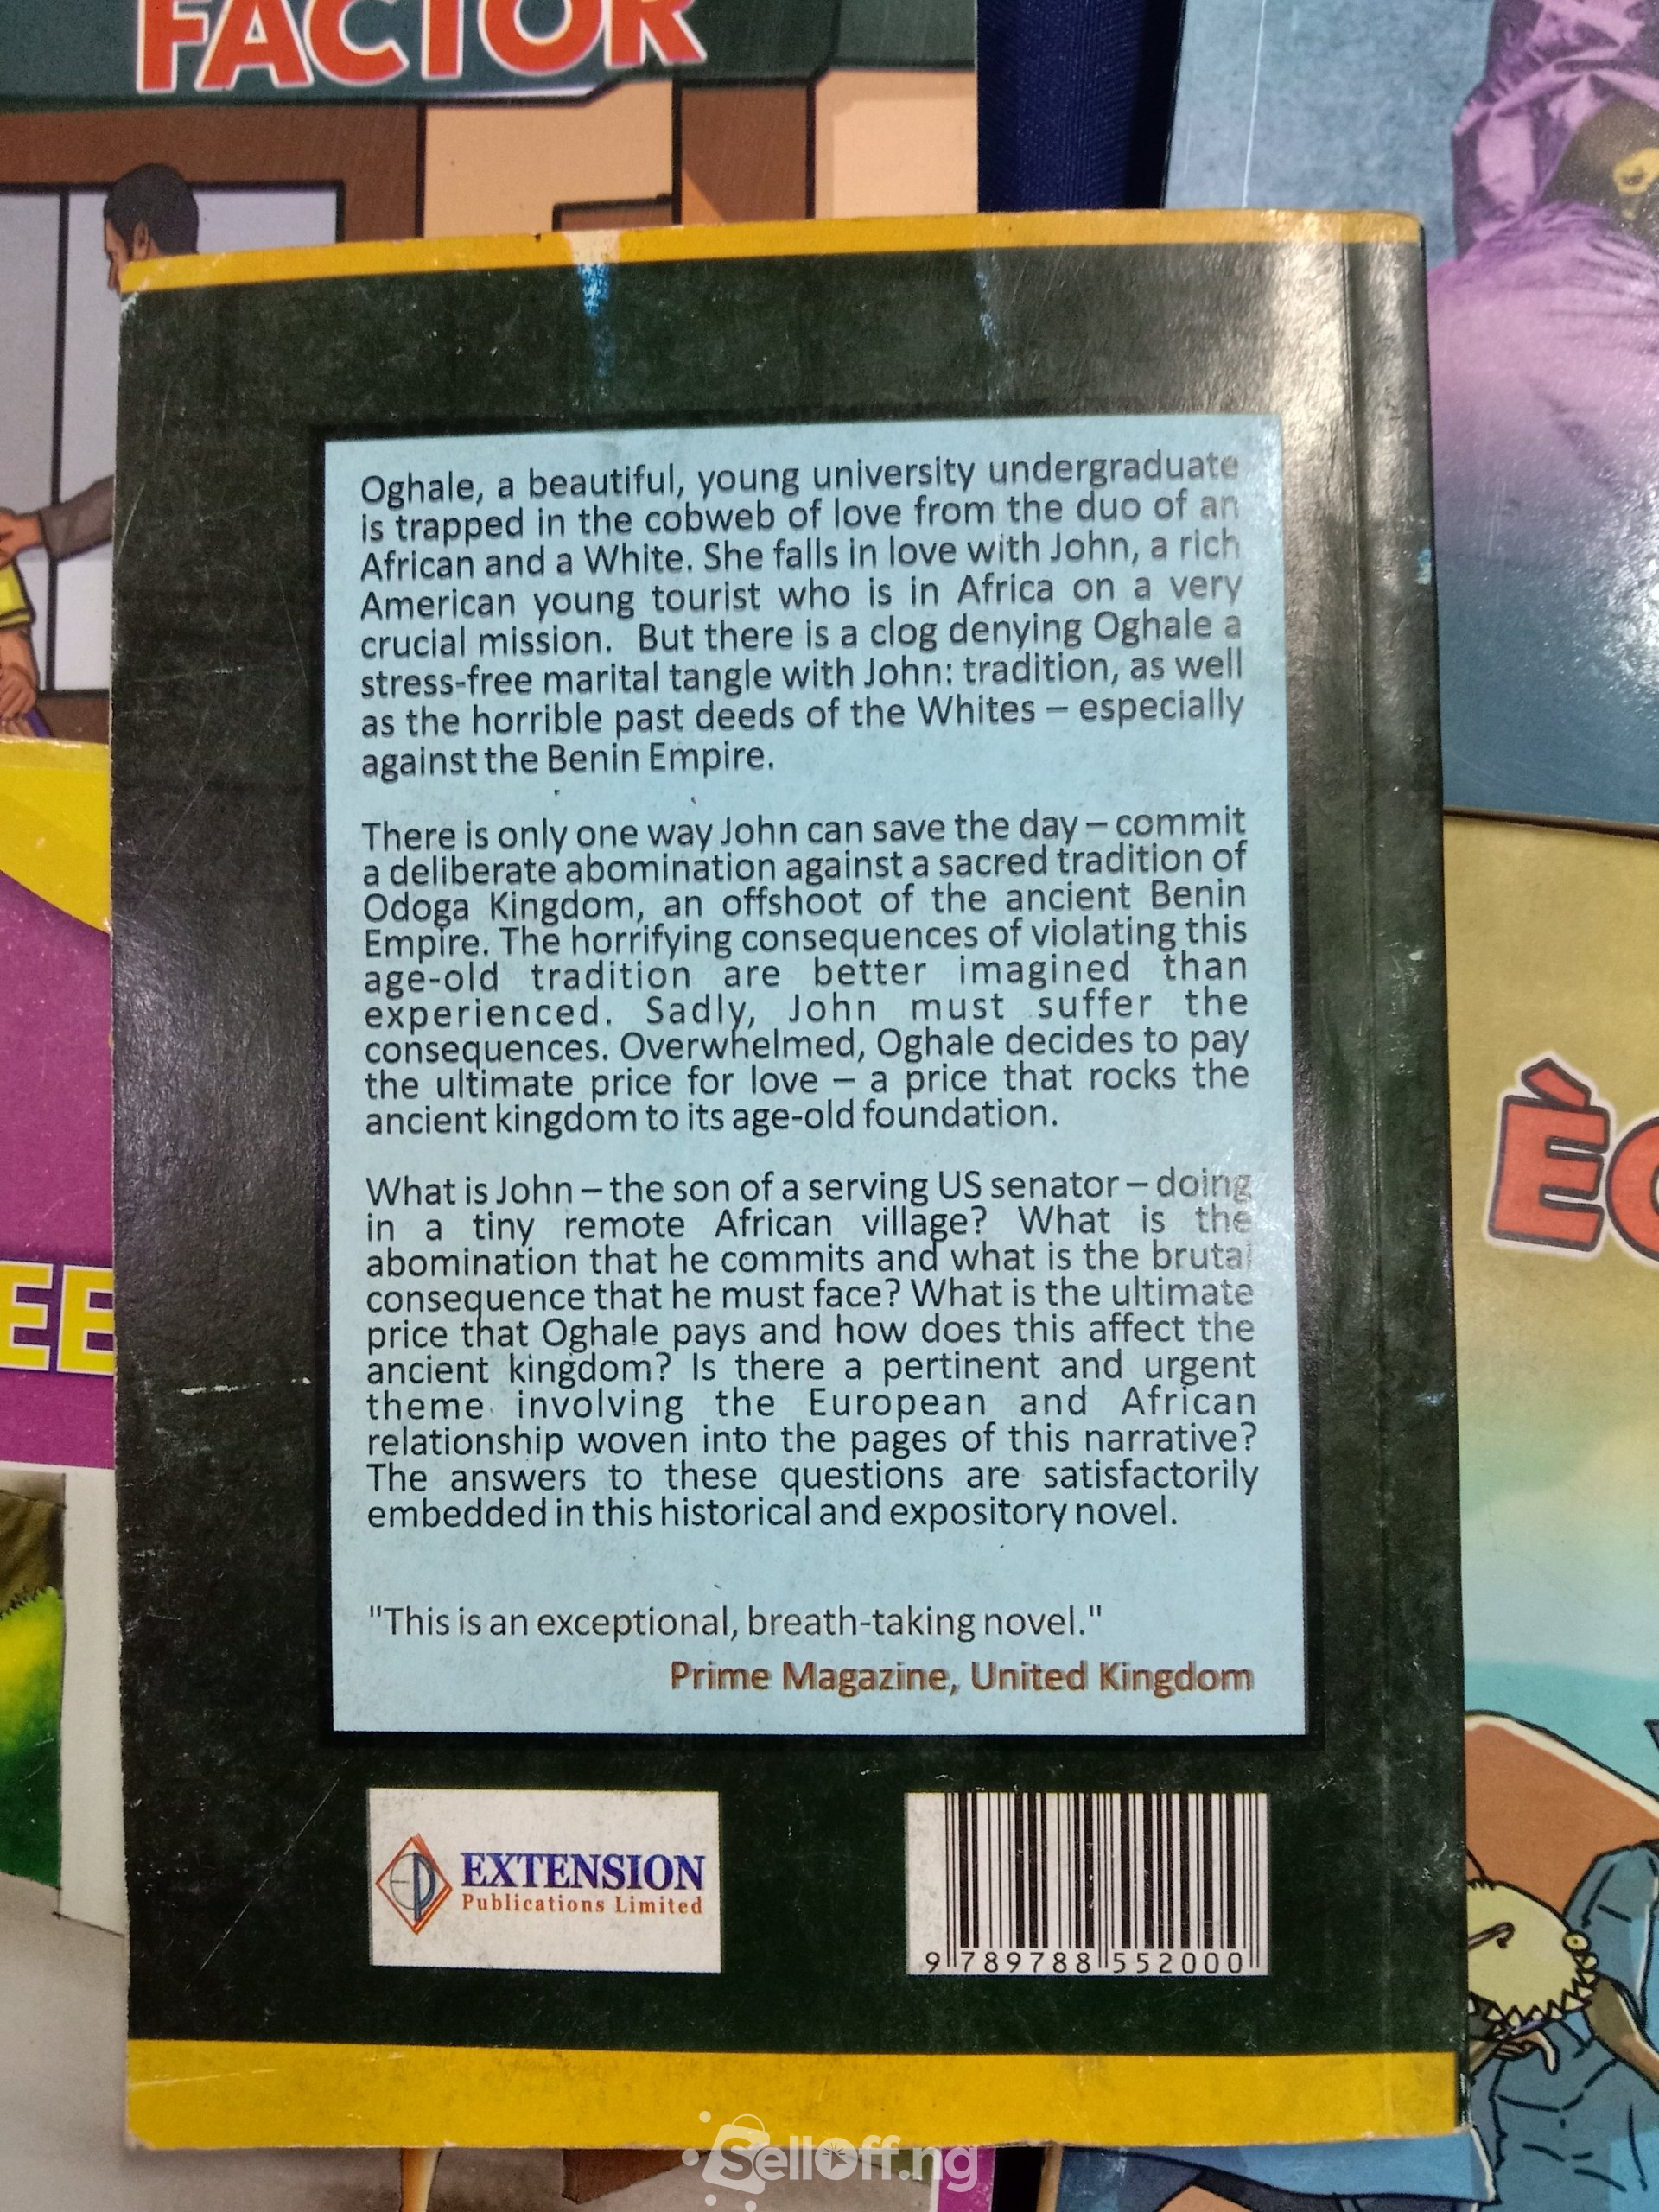 FACTOR
Oghale, a beautiful, young university undergraduate
is trapped in the cobweb of love from the duo of an
African and a White. She falls in love with John, a rich
American young tourist who is in Africa on a very
crucial mission. But there is a clog denying Oghale a
stress-free marital tangle with John: tradition, as well
as the horrible past deeds of the Whites – especially
against the Benin Empire.
There is only one way John can save the day – commit
a deliberate abomination against a sacred tradition of
Odoga Kingdom, an offshoot of the ancient Benin
Empire. The horrifying consequences of violating this
age-old tradition are better imagined than
experienced. Sadly, John must suffer the
consequences. Overwhelmed, Oghale decides to pay
the ultimate price for love – a price that rocks the
ancient kingdom to its age-old foundation.
What is John – the son of a serving US senator – doing
in a tiny remote African village? What is the
abomination that he commits and what is the brutal
consequence that he must face? What is the ultimate
price that Oghale pays and how does this affect the
ancient kingdom? Is there a pertinent and urgent
theme involving the European and African
relationship woven into the pages of this narrative?
The answers to these questions are satisfactorily
embedded in this historical and expository novel.
"This is an exceptional, breath-taking novel."
Prime Magazine, United Kingdom
EXTENSION
Publications Limited
9 789788 552000
EE
SellOff.ng